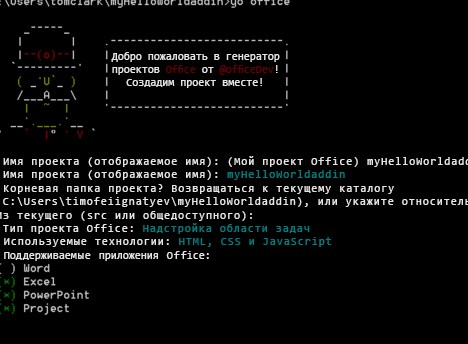 :\Users\tomclark\myHelloWorldaddin>yo office
Добро пожаловать в генератор
проектов Office от @OfficeDev!
Создадим проект вместе!
Имя проекта (отображаемое имя): (Мой проект Office) myHelloWorldadd
Имя проекта (отображаемое имя): myHelloWorldaddin
Корневая папка проекта? Возвращаться к текущему каталогу
C:\Users\timofeiignatyev\myHelloWorldaddin), или укажите относитель
Из текущего (src или общедоступного):
Тип проекта Office: Надстройка области задач
Используемые технологии: HTML, CSS и JavaScript
Поддерживаемые приложения Office:
( ) Word
(*) Excel
(*) PowerPoint
(*) Project